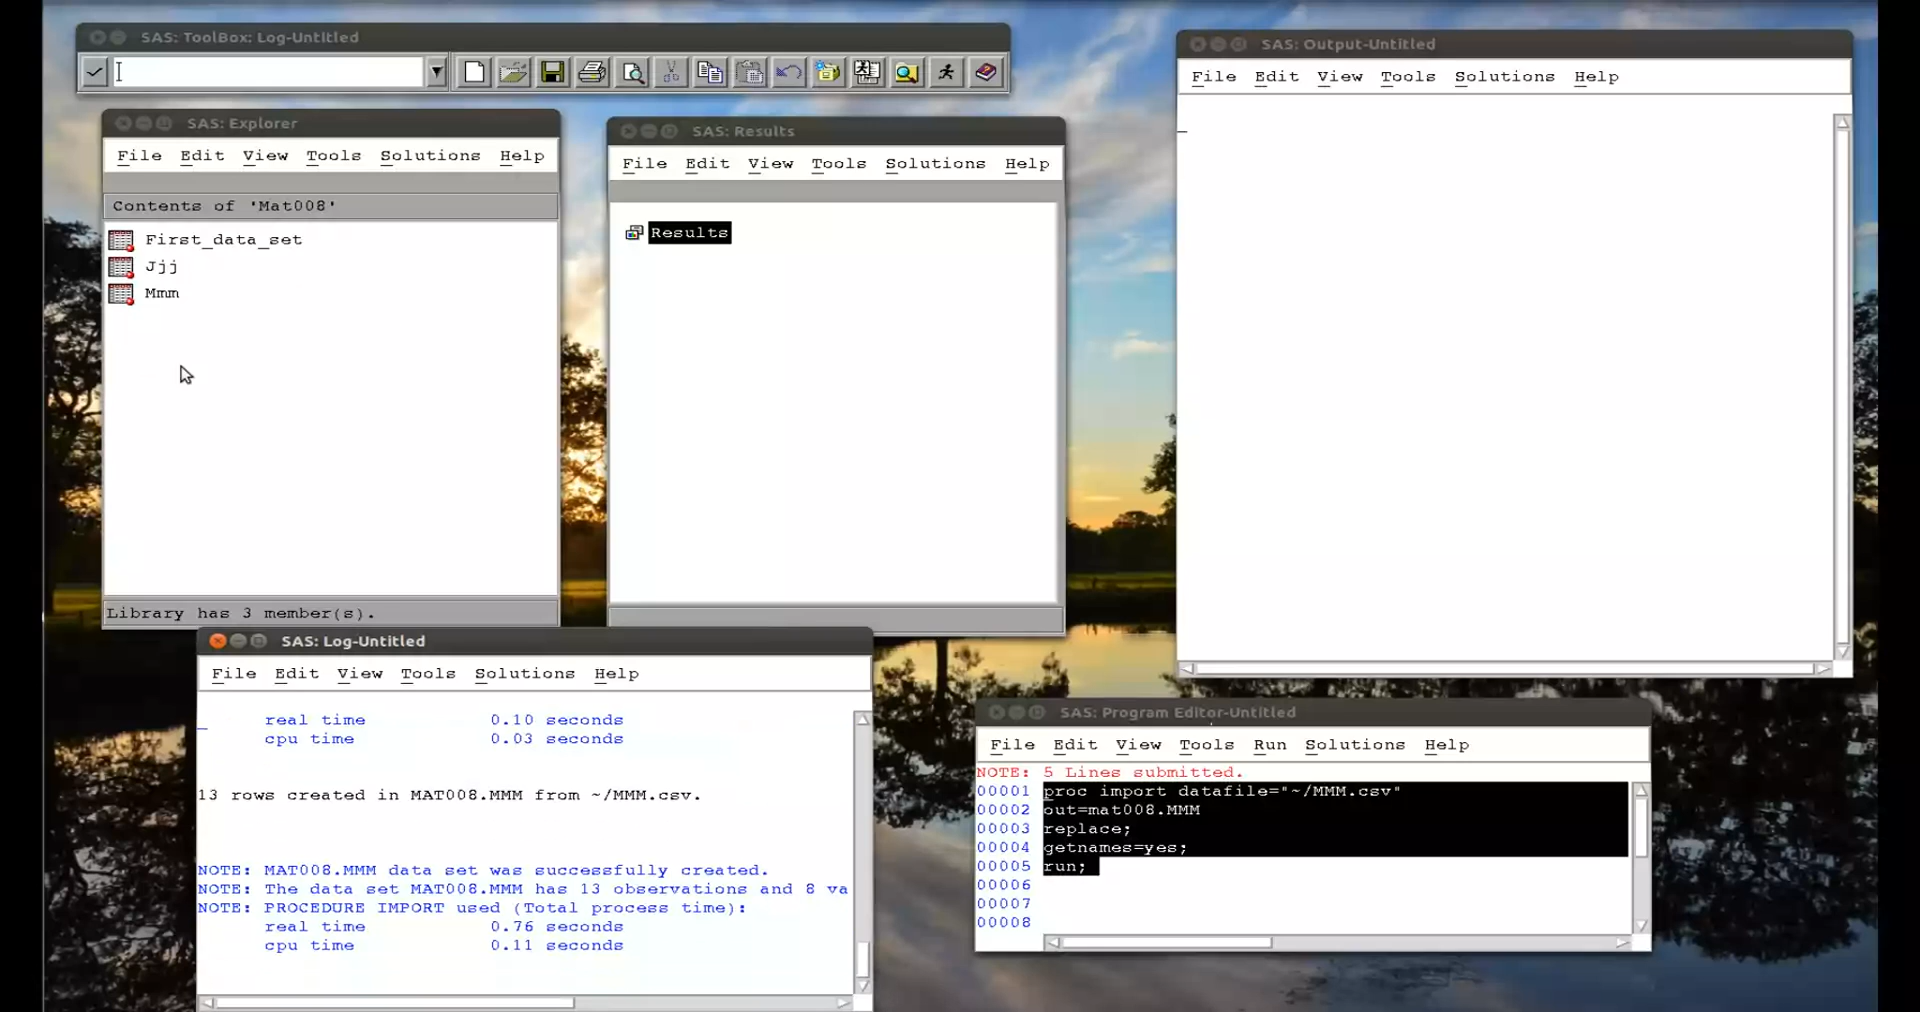 SAS: ToolBox: Log-Untitled
SAS: Explorer
File Edit View Tools Solutions Help
Contents of 'Mat008'
First_data_set
Jjj
Mmm
Library has 3 member(s).
SAS: Results
File Edit View Tools Solutions Help
Results
SAS: Output-Untitled
File Edit View Tools Solutions Help
SAS: Log-Untitled
File Edit View Tools Solutions Help
real time 0.10 seconds
cpu time 0.03 seconds
13 rows created in MAT008.MMM from ~/MMM.csv.
NOTE: MAT008.MMM data set was successfully created.
NOTE: The data set MAT008.MMM has 13 observations and 8 va
NOTE: PROCEDURE IMPORT used (Total process time):
real time 0.76 seconds
cpu time 0.11 seconds
SAS: Program Editor-Untitled
File Edit View Tools Run Solutions Help
NOTE: 5 Lines submitted.
00001 proc import datafile="~/MMM.csv"
00002 out=mat008.MMM
00003 replace;
00004 getnames=yes;
00005 run;
00006
00007
00008